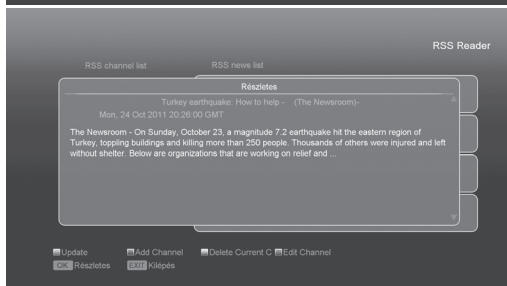 RSS Reader
RSS channel list RSS news list
Részletes
Turkey earthquake: How to help - (The Newsroom)-
Mon, 24 Oct 2011 20:26:00 GMT
The Newsroom - On Sunday, October 23, a magnitude 7.2 earthquake hit the eastern region of
Turkey, toppling buildings and killing more than 250 people. Thousands of others were injured and left
without shelter. Below are organizations that are working on relief and ...
Update Add Channel Delete Current C Edit Channel
OK Részletes EXIT Kilépés